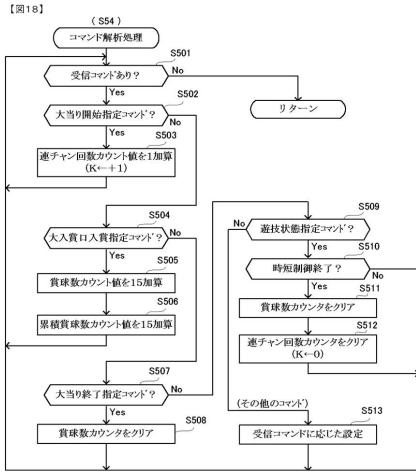 【図18】
(S54)
コマンド解析処理
S501
受信コマンドあり?
No
Yes
リターン
S502
大当り開始指定コマンド?
No
Yes
S503
連チャン回数カウント値を1加算
(K←+1)
S504
大入賞口入賞指定コマンド?
No
Yes
S505
賞球数カウント値を15加算
S506
累積賞球数カウント値を15加算
S507
大当り終了指定コマンド?
No
Yes
S508
賞球数カウンタをクリア
S509
No
遊技状態指定コマンド?
Yes
S510
時短制御終了?
No
Yes
S511
賞球数カウンタをクリア
S512
連チャン回数カウンタをクリア
(K←0)
(その他のコマンド)
S513
受信コマンドに応じた設定